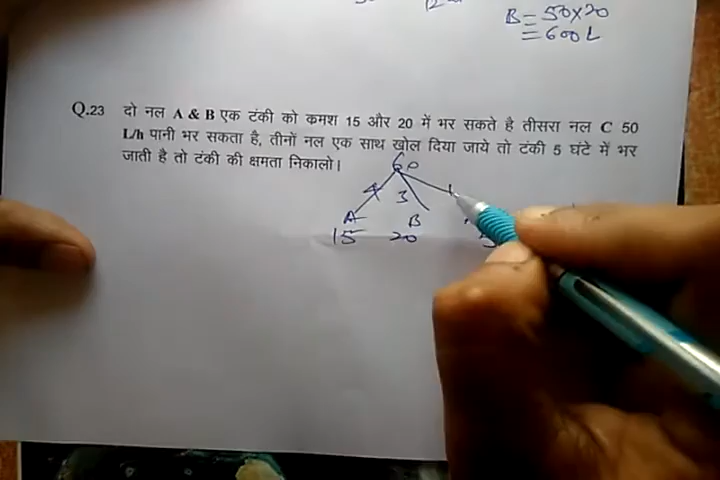 B = 50×20
= 600 L
Q.23 दो नल A & B एक टंकी को कमश 15 और 20 में भर सकते है तीसरा नल C 50
L/h पानी भर सकता है, तीनों नल एक साथ खोल दिया जाये तो टंकी 5 घंटे में भर
जाती है तो टंकी की क्षमता निकालो।
60
4 3
A B
15 20